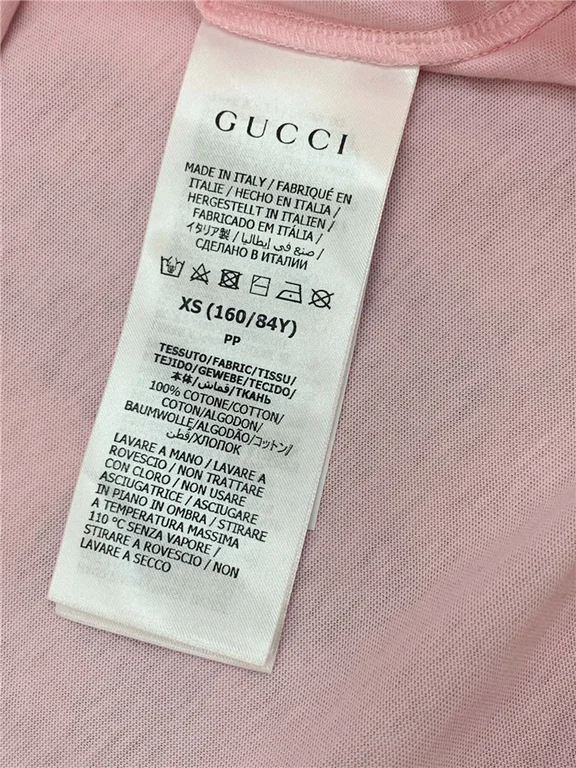 GUCCI
MADE IN ITALY / FABRIQUÉ EN
ITALIE / HECHO EN ITALIA /
HERGESTELLT IN ITALIEN /
FABRICADO EM ITÁLIA /
イタリア製 / صنع في إيطاليا /
СДЕЛАНО В ИТАЛИИ
XS (160/84Y)
PP
TESSUTO/FABRIC/TISSU/
TEJIDO/GEWEBE/TECIDO/
本体/قماش/ТКАНЬ
100% COTONE/COTTON/
COTON/ALGODON/
BAUMWOLLE/ALGODÃO/コットン/
قطن/ХЛОПОК
LAVARE A MANO / LAVARE A
ROVESCIO / NON TRATTARE
CON CLORO / NON USARE
ASCIUGATRICE / ASCIUGARE
IN PIANO IN OMBRA / STIRARE
A TEMPERATURA MASSIMA
110 °C SENZA VAPORE /
STIRARE A ROVESCIO / NON
LAVARE A SECCO